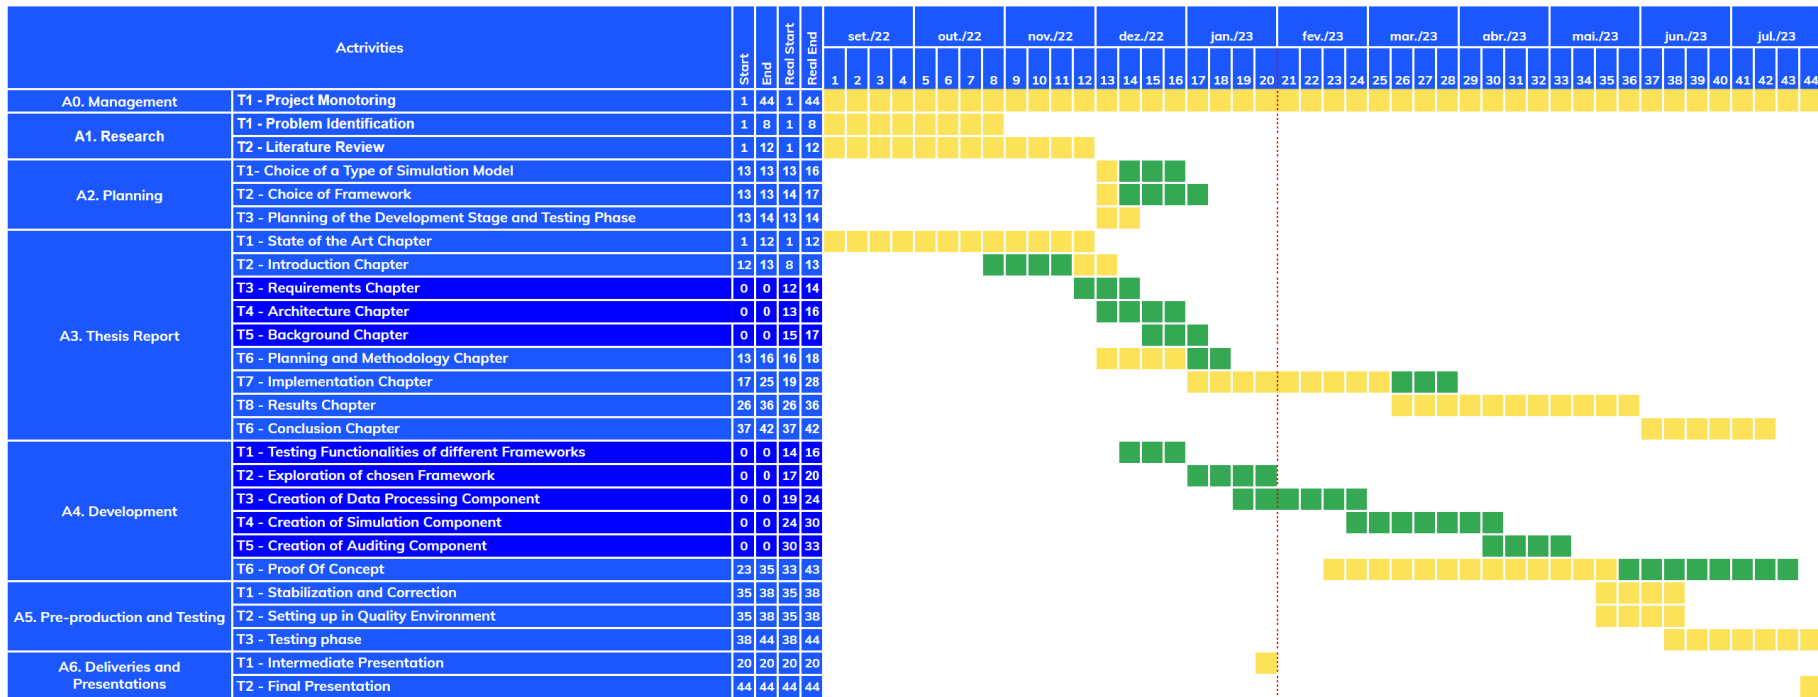 Actrivities Start End Real Start Real End set./22 out./22 nov./22 dez./22 jan./23 fev./23 mar./23 abr./23 mai./23 jun./23 jul./23
1 2 3 4 5 6 7 8 9 10 11 12 13 14 15 16 17 18 19 20 21 22 23 24 25 26 27 28 29 30 31 32 33 34 35 36 37 38 39 40 41 42 43 44
A0. Management T1 - Project Monotoring 1 44 1 44
A1. Research
T1 - Problem Identification 1 8 1 8
T2 - Literature Review 1 12 1 12
A2. Planning
T1- Choice of a Type of Simulation Model 13 13 13 16
T2 - Choice of Framework 13 13 14 17
T3 - Planning of the Development Stage and Testing Phase 13 14 13 14
A3. Thesis Report
T1 - State of the Art Chapter 1 12 1 12
T2 - Introduction Chapter 12 13 8 13
T3 - Requirements Chapter 0 0 12 14
T4 - Architecture Chapter 0 0 13 16
T5 - Background Chapter 0 0 15 17
T6 - Planning and Methodology Chapter 13 16 16 18
T7 - Implementation Chapter 17 25 19 28
T8 - Results Chapter 26 36 26 36
T6 - Conclusion Chapter 37 42 37 42
A4. Development
T1 - Testing Functionalities of different Frameworks 0 0 14 16
T2 - Exploration of chosen Framework 0 0 17 20
T3 - Creation of Data Processing Component 0 0 19 24
T4 - Creation of Simulation Component 0 0 24 30
T5 - Creation of Auditing Component 0 0 30 33
T6 - Proof Of Concept 23 35 33 43
A5. Pre-production and Testing
T1 - Stabilization and Correction 35 38 35 38
T2 - Setting up in Quality Environment 35 38 35 38
T3 - Testing phase 38 44 38 44
A6. Deliveries and
Presentations
T1 - Intermediate Presentation 20 20 20 20
T2 - Final Presentation 44 44 44 44